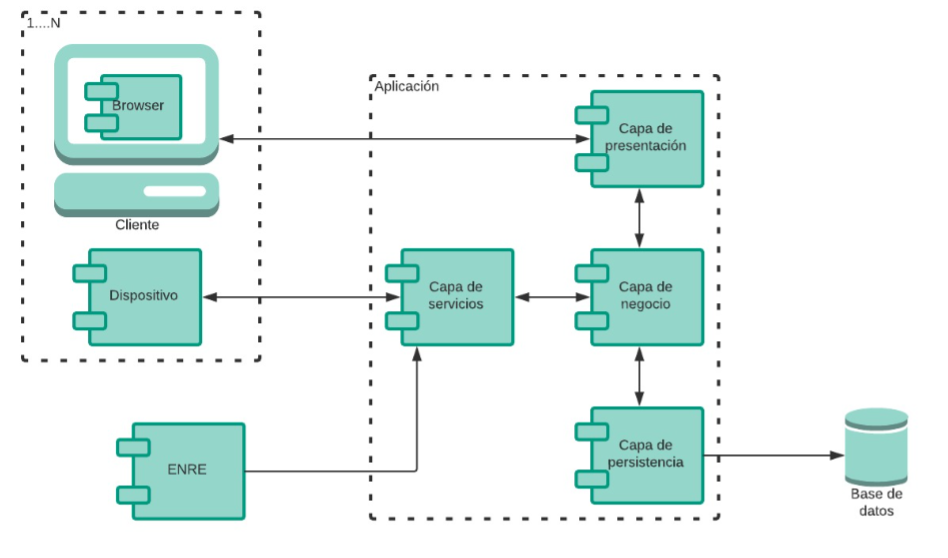 1....N
Browser
Cliente
Dispositivo
ENRE
Aplicación
Capa de
presentación
Capa de
servicios
Capa de
negocio
Capa de
persistencia
Base de
datos